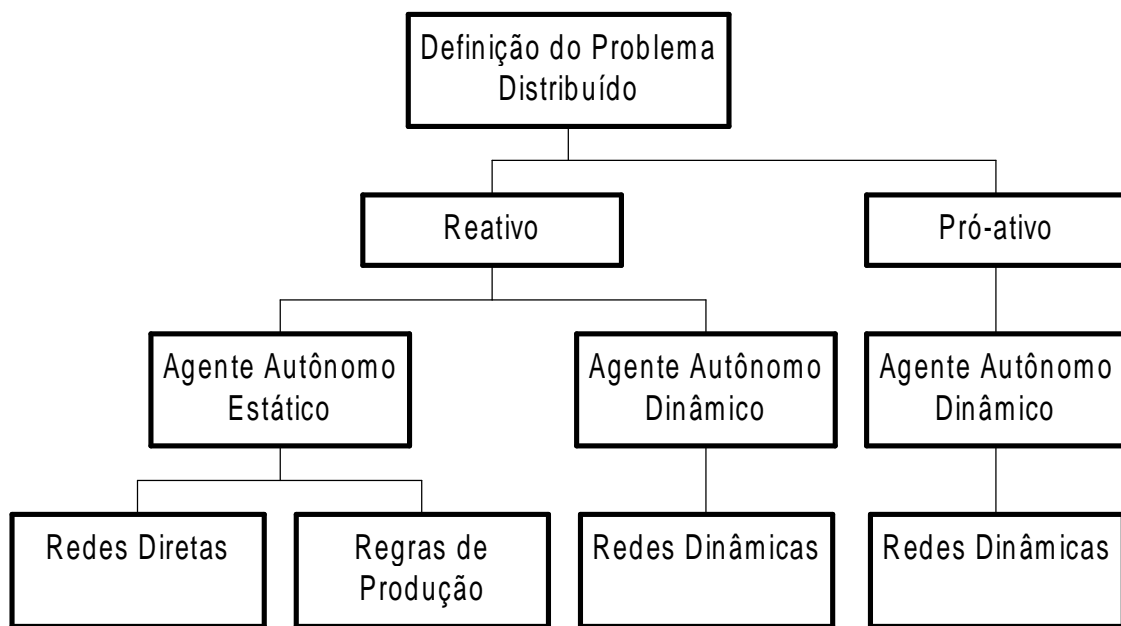 Definição do Problema
Distribuído
Reativo
Pró-ativo
Agente Autônomo
Estático
Agente Autônomo
Dinâmico
Agente Autônomo
Dinâmico
Redes Diretas
Regras de
Produção
Redes Dinâmicas
Redes Dinâmicas